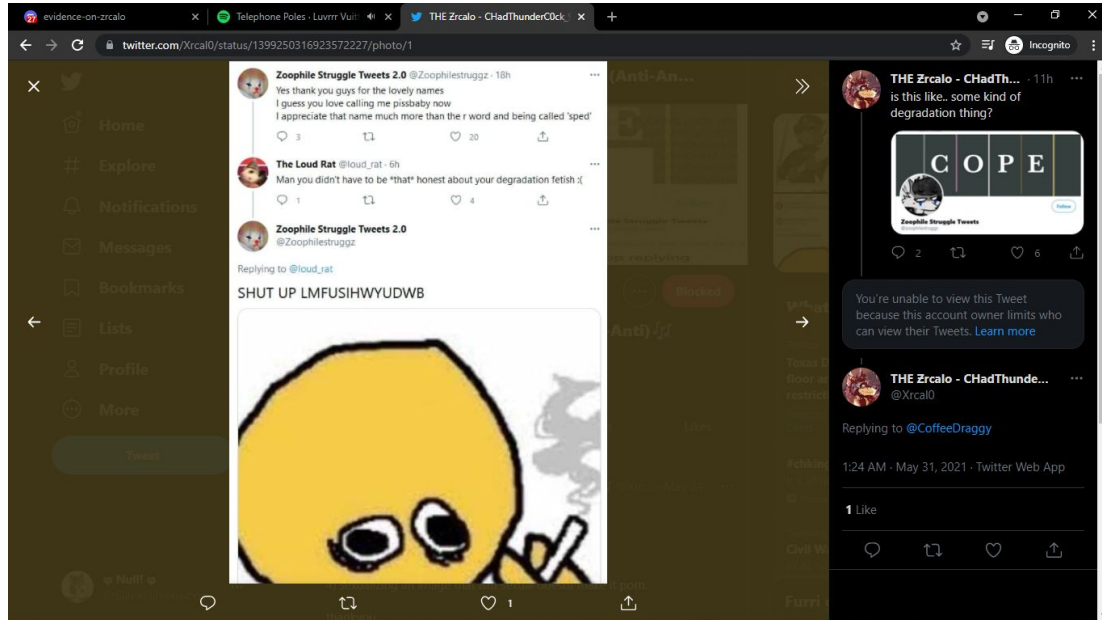 27
evidence-on-zrcalo
Telephone Poles · Luvrrr Vuit
THE Ƶrcalo - CHadThunderC0ck_
twitter.com/Xrcal0/status/1399250316923572227/photo/1
Incognito
Home
Explore
Notifications
Messages
Bookmarks
Lists
Profile
More
Tweet
Zoophile Struggle Tweets 2.0 @Zoophilestruggz · 18h
Yes thank you guys for the lovely names
I guess you love calling me pissbaby now
I appreciate that name much more than the r word and being called 'sped'
3 20
The Loud Rat @loud_rat · 6h
Man you didn't have to be *that* honest about your degradation fetish :(
1 4
Zoophile Struggle Tweets 2.0
@Zoophilestruggz
Replying to @loud_rat
SHUT UP LMFUSIHWYUDWB
1
(Anti-An...
Blocked
Anti)
THE Ƶrcalo - CHadTh... · 11h
is this like.. some kind of
degradation thing?
COPE
Follow
Zoophile Struggle Tweets
2 6
You're unable to view this Tweet
because this account owner limits who
can view their Tweets. Learn more
THE Ƶrcalo - CHadThunde...
@Xrcal0
Replying to @CoffeeDraggy
1:24 AM · May 31, 2021 · Twitter Web App
1 Like